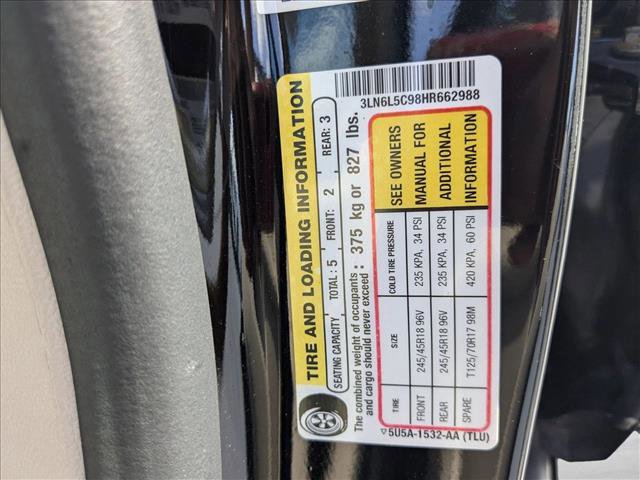 TIRE AND LOADING INFORMATION
SEATING CAPACITY TOTAL: 5 FRONT: 2 REAR: 3
The combined weight of occupants and cargo should never exceed : 375 kg or 827 lbs.
TIRE SIZE COLD TIRE PRESSURE
FRONT 245/45R18 96V 235 KPA, 34 PSI
REAR 245/45R18 96V 235 KPA, 34 PSI
SPARE T125/70R17 98M 420 KPA, 60 PSI
SEE OWNERS
MANUAL FOR
ADDITIONAL
INFORMATION
3LN6L5C98HR662988
5U5A-1532-AA (TLU)